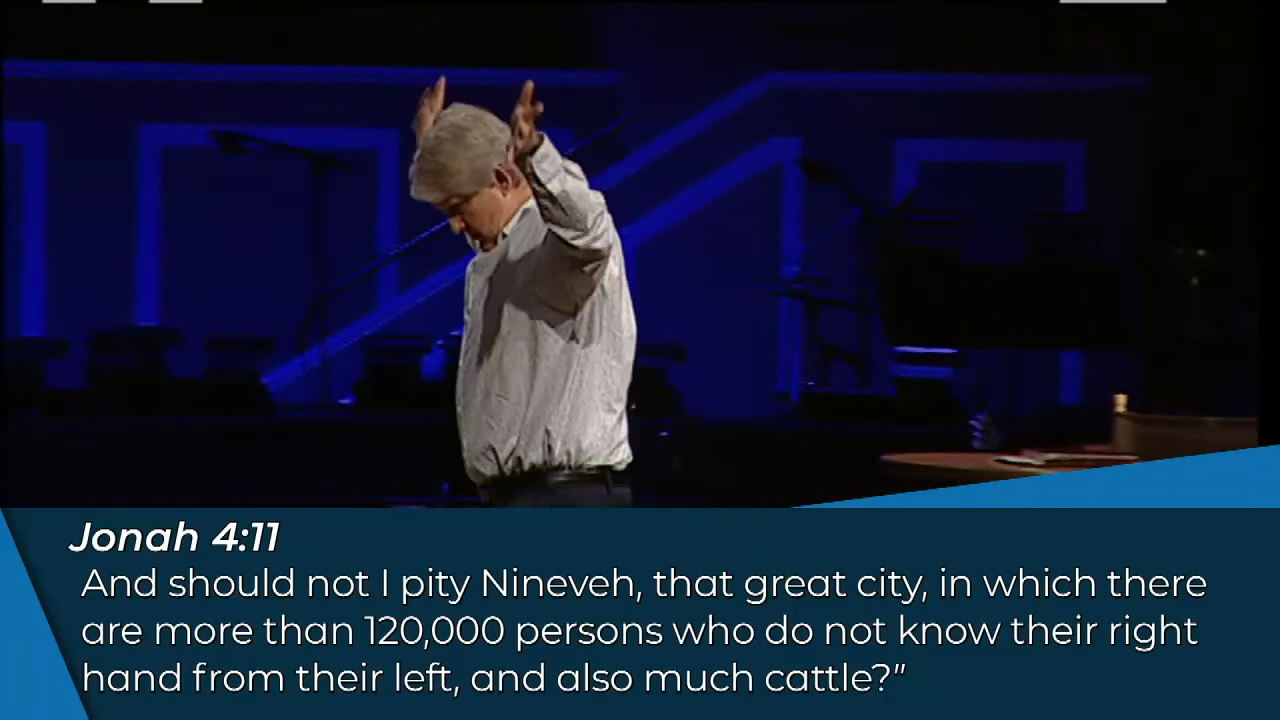 Jonah 4:11
And should not I pity Nineveh, that great city, in which there
are more than 120,000 persons who do not know their right
hand from their left, and also much cattle?”